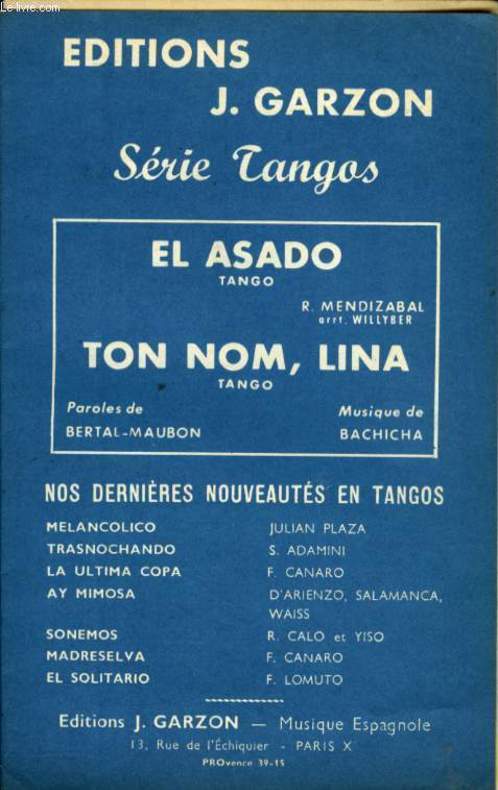 Le-livre.com
EDITIONS
J. GARZON
Série Tangos
EL ASADO
TANGO
R. MENDIZABAL
arrt. WILLYBER
TON NOM, LINA
TANGO
Paroles de Musique de
BERTAL-MAUBON BACHICHA
NOS DERNIÈRES NOUVEAUTÉS EN TANGOS
MELANCOLICO JULIAN PLAZA
TRASNOCHANDO S. ADAMINI
LA ULTIMA COPA F. CANARO
AY MIMOSA D'ARIENZO, SALAMANCA,
WAISS
SONEMOS R. CALO et YISO
MADRESELVA F. CANARO
EL SOLITARIO F. LOMUTO
Editions J. GARZON — Musique Espagnole
13, Rue de l'Échiquier - PARIS X
PROvence 39-15